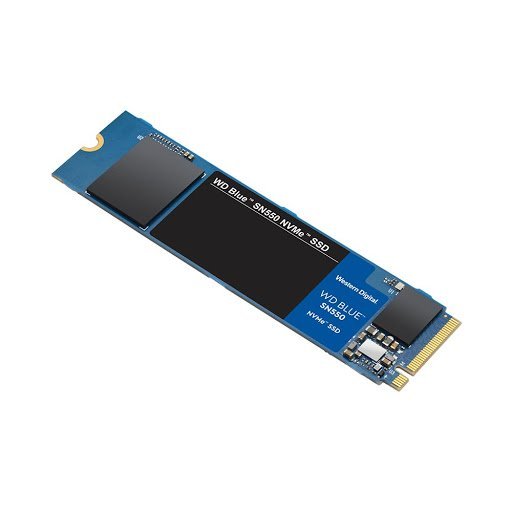 WD Blue™ SN550 NVMe™ SSD
Western Digital
WD BLUE
SN550
NVMe™ SSD